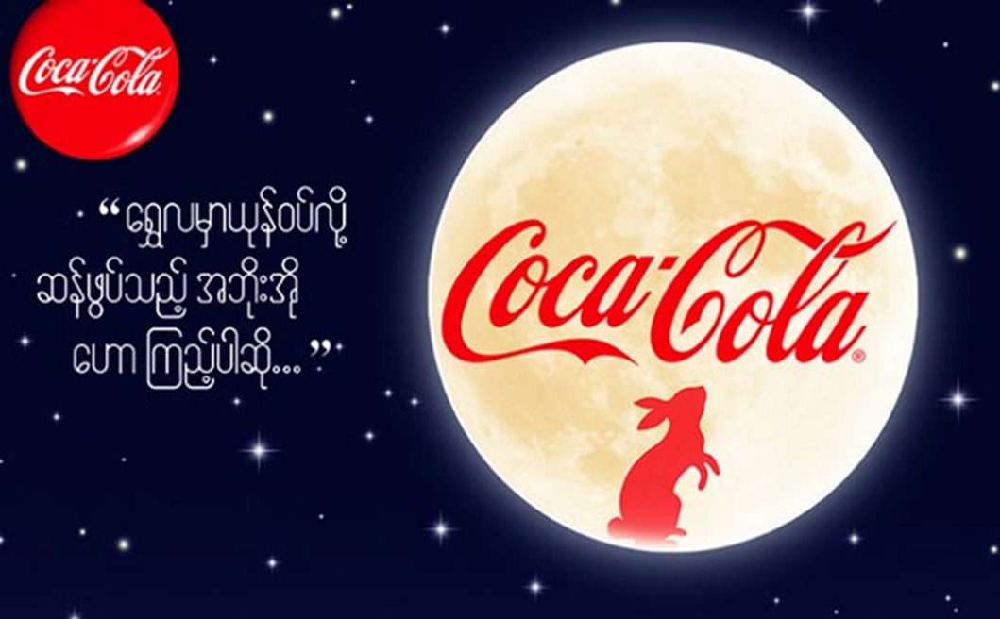 Coca-Cola
“ရွှေလမှာယုန်ဝပ်လို့
ဆန်ဖွပ်သည့် အဘိုးအို
ဟော ကြည့်ပါဆို...”
Coca-Cola®